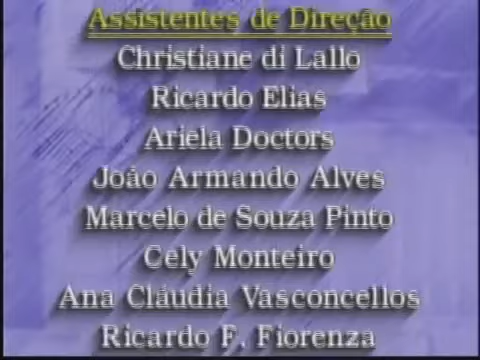 Assistentes de Direção
Christiane di Lallo
Ricardo Elias
Ariela Doctors
João Armando Alves
Marcelo de Souza Pinto
Cely Monteiro
Ana Cláudia Vasconcellos
Ricardo F. Fiorenza